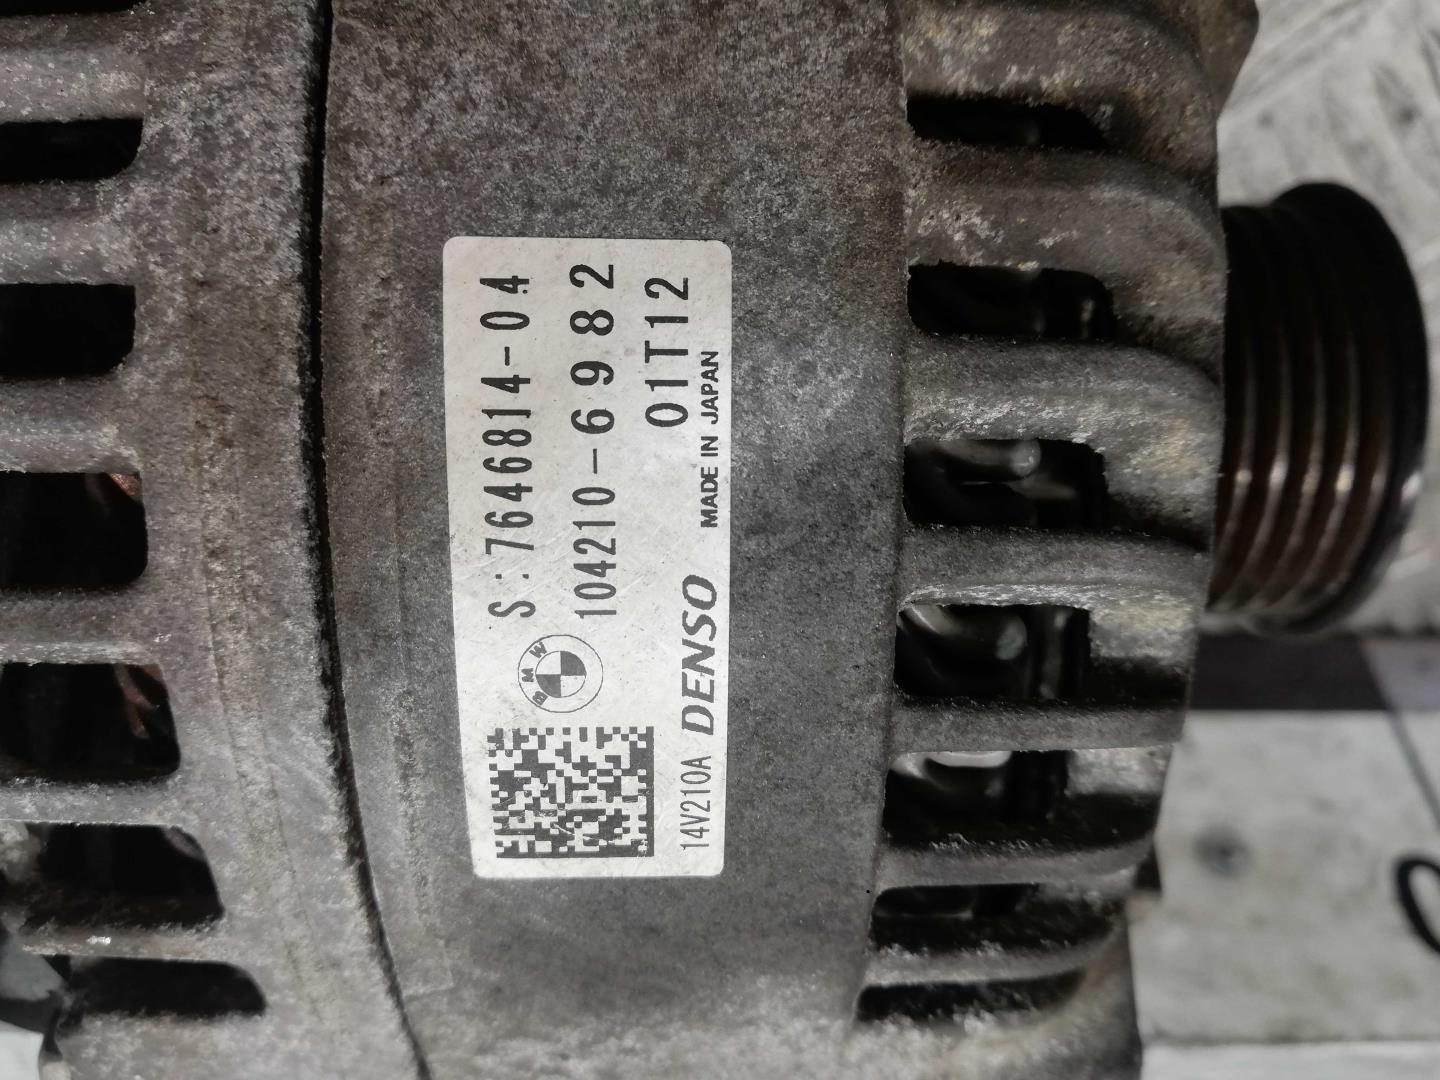 S:7646814-04
104210-6982
01T12
BMW
MADE IN JAPAN
14V210A DENSO